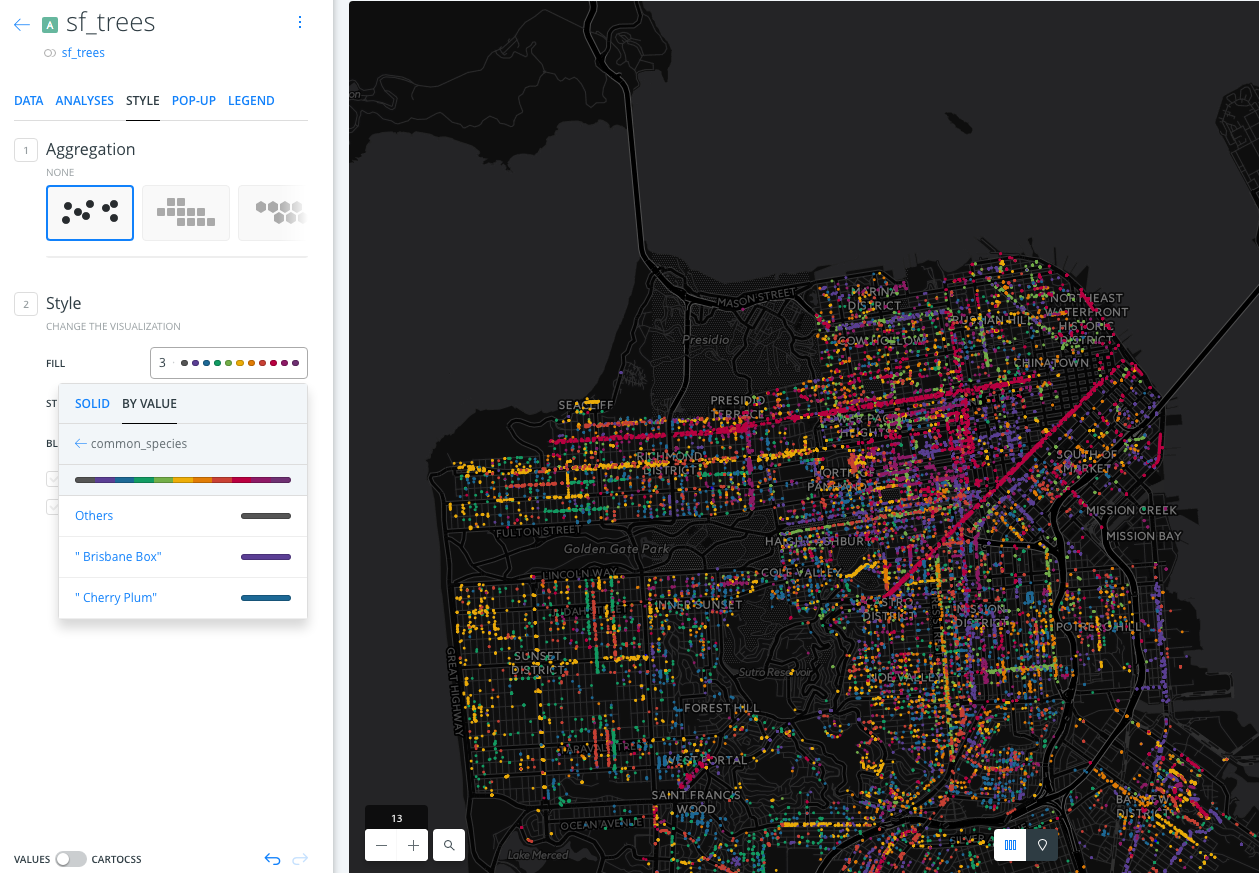 A sf_trees
sf_trees
DATA ANALYSES STYLE POP-UP LEGEND
1 Aggregation
NONE
2 Style
CHANGE THE VISUALIZATION
FILL 3
ST
SOLID BY VALUE
BL
common_species
Others
" Brisbane Box"
" Cherry Plum"
VALUES CARTOCSS
on
MASON STREET
MARINA
DISTRICT
NORTHEAST
WATERFRONT
HISTORIC
DISTRICT
RUSSIAN HILL
Presidio
COW HOLLOW
CHINATOWN
SEACLIFF
PRESIDIO
TERRACE
HEIGHTS
RICHMOND
DISTRICT
SOUTH OF
MARKET
NORTH OF
PANHANDLE
MISSION CREEK
FULTON STREET
MISSION BAY
HAIGHT-ASHBURY
Golden Gate Park
LINCOLN WAY
COLE VALLEY
INNER SUNSET
CASTRO
DISTRICT
MISSION
DISTRICT
POTRERO HILL
SUNSET
DISTRICT
GREAT HIGHWAY
Sutro Reservoir
NOE VALLEY
FOREST HILL
TARAVAL STREET
WEST PORTAL
SAINT FRANCIS
WOOD
BAYVIEW
DISTRICT
13
OCEAN AVENUE
Lake Merced